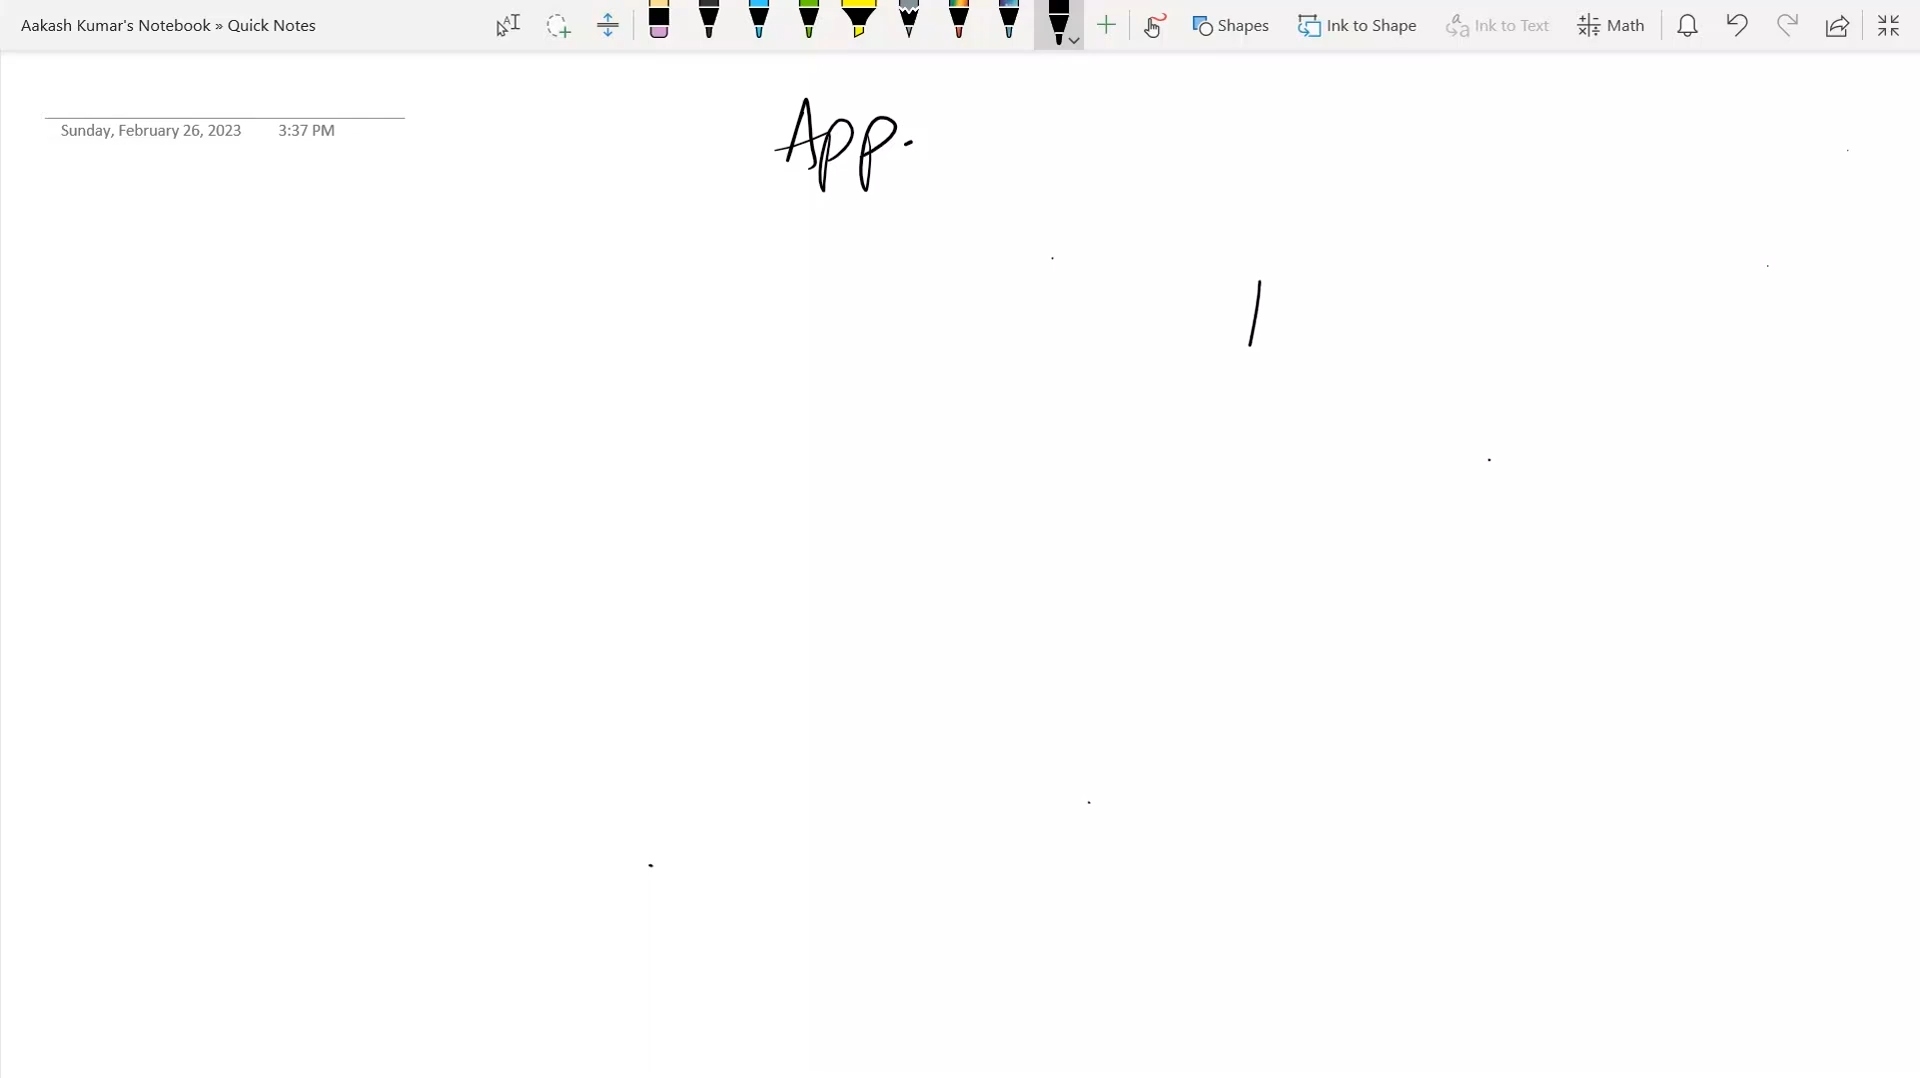 Aakash Kumar's Notebook » Quick Notes
Shapes
Ink to Shape
Ink to Text
Math
Sunday, February 26, 2023 3:37 PM
App.